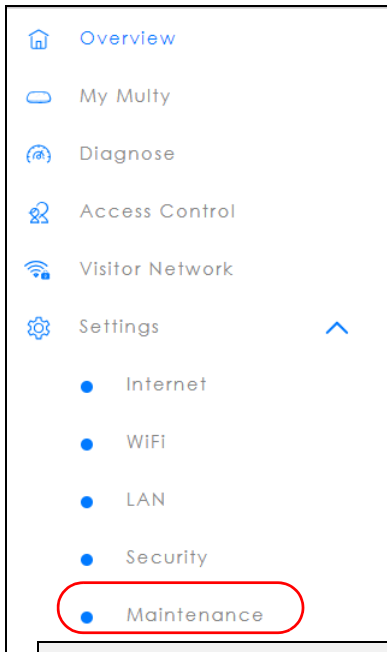 Overview
My Multy
Diagnose
Access Control
Visitor Network
Settings
Internet
WiFi
LAN
Security
Maintenance